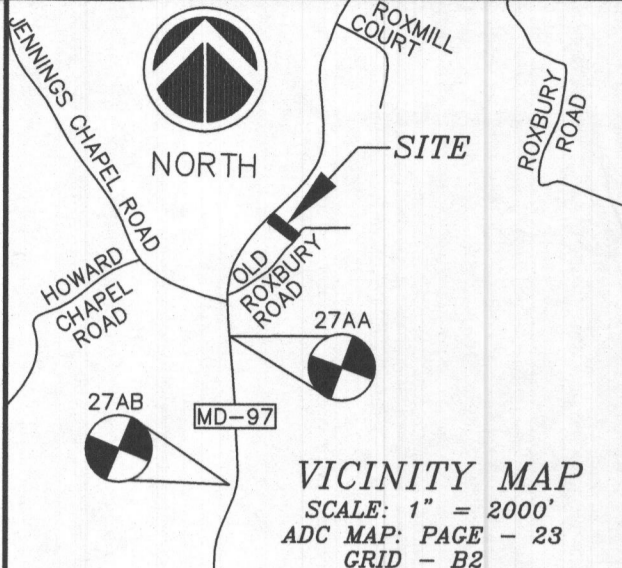 ROXMILL
COURT
JENNINGS CHAPEL ROAD
NORTH
SITE
ROXBURY
ROAD
HOWARD
CHAPEL
ROAD
OLD
ROXBURY
ROAD
27AA
27AB
MD-97
VICINITY MAP
SCALE: 1" = 2000'
ADC MAP: PAGE - 23
GRID - B2